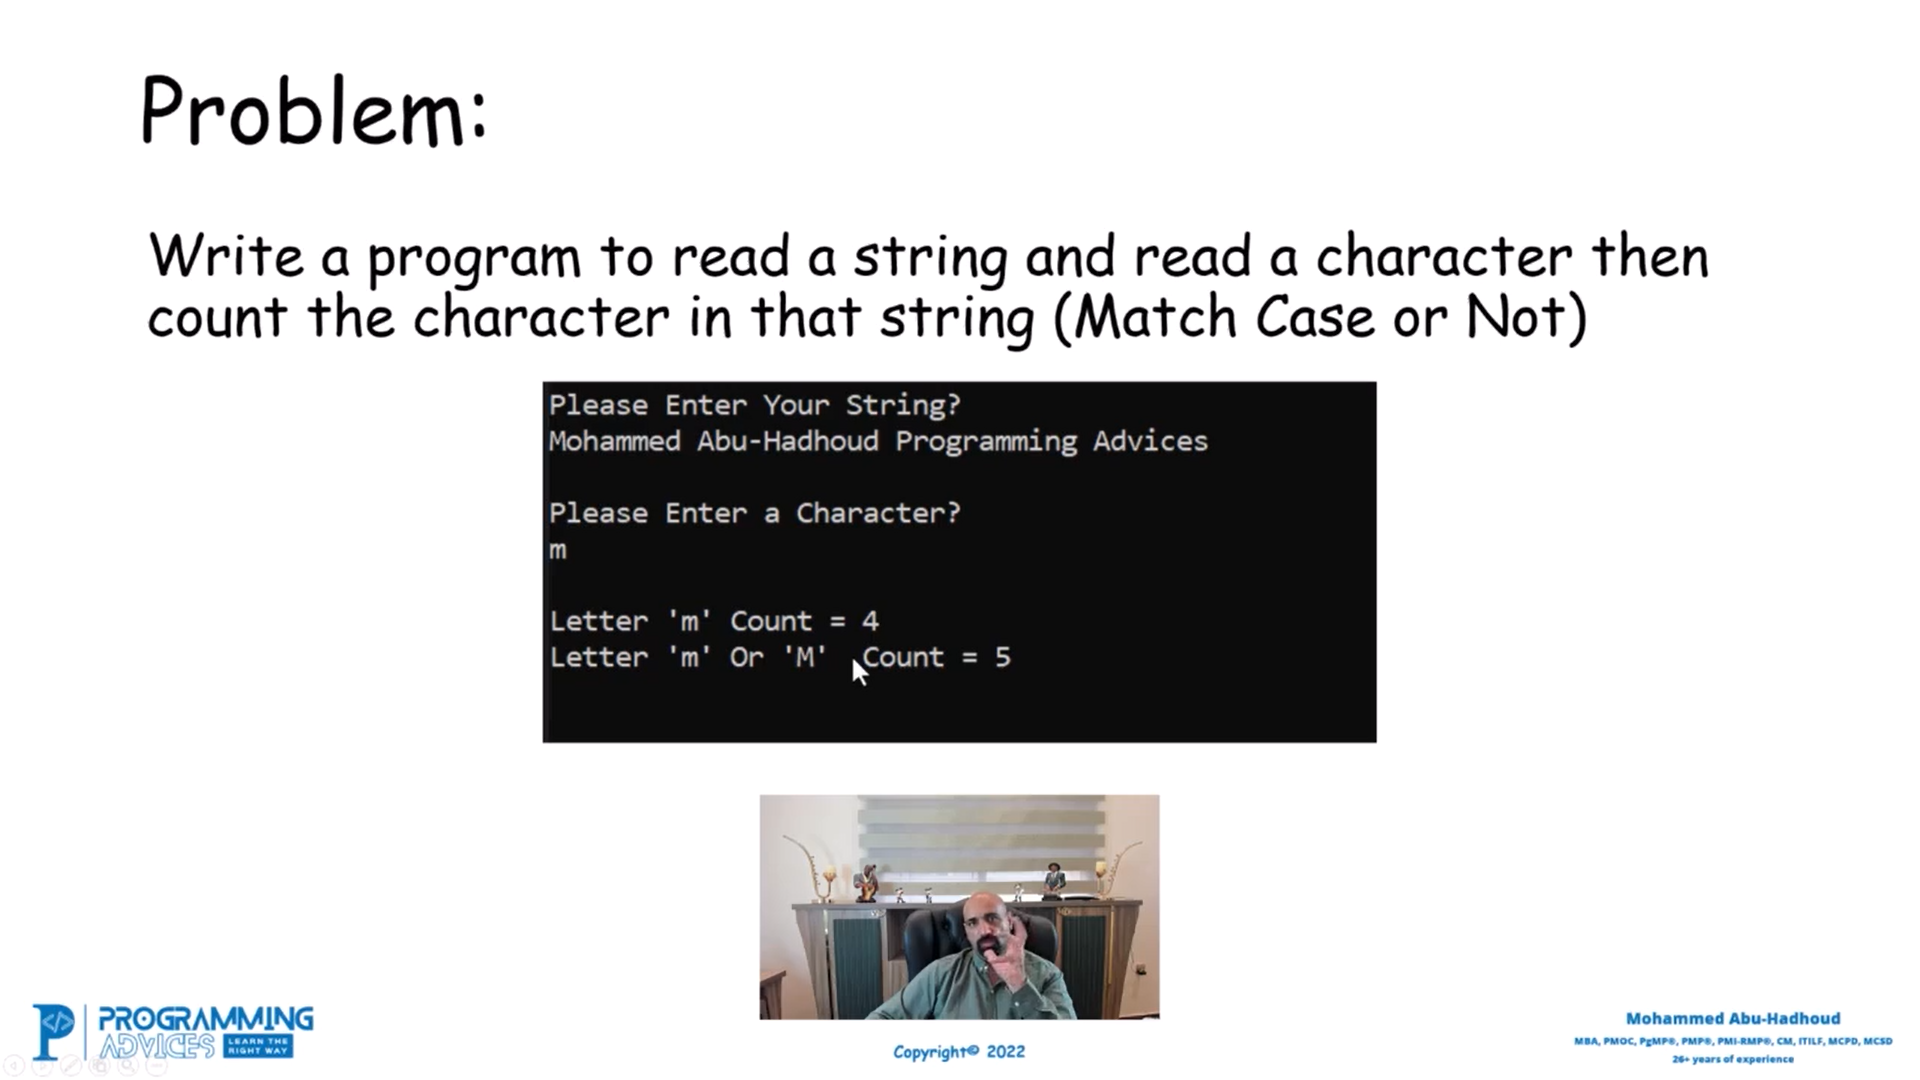 Problem:
Write a program to read a string and read a character then
count the character in that string (Match Case or Not)
Please Enter Your String?
Mohammed Abu-Hadhoud Programming Advices
Please Enter a Character?
m
Letter 'm' Count = 4
Letter 'm' Or 'M'  Count = 5
P </>
PROGRAMMING
ADVICES
LEARN THE
RIGHT WAY
Copyright© 2022
Mohammed Abu-Hadhoud
MBA, PMOC, PgMP®, PMP®, PMI-RMP®, CM, ITILF, MCPD, MCSD
26+ years of experience